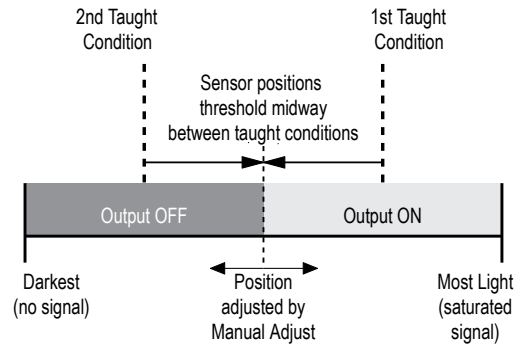 2nd Taught
Condition
1st Taught
Condition
Sensor positions
threshold midway
between taught conditions
Output OFF
Output ON
Darkest
(no signal)
Position
adjusted by
Manual Adjust
Most Light
(saturated
signal)